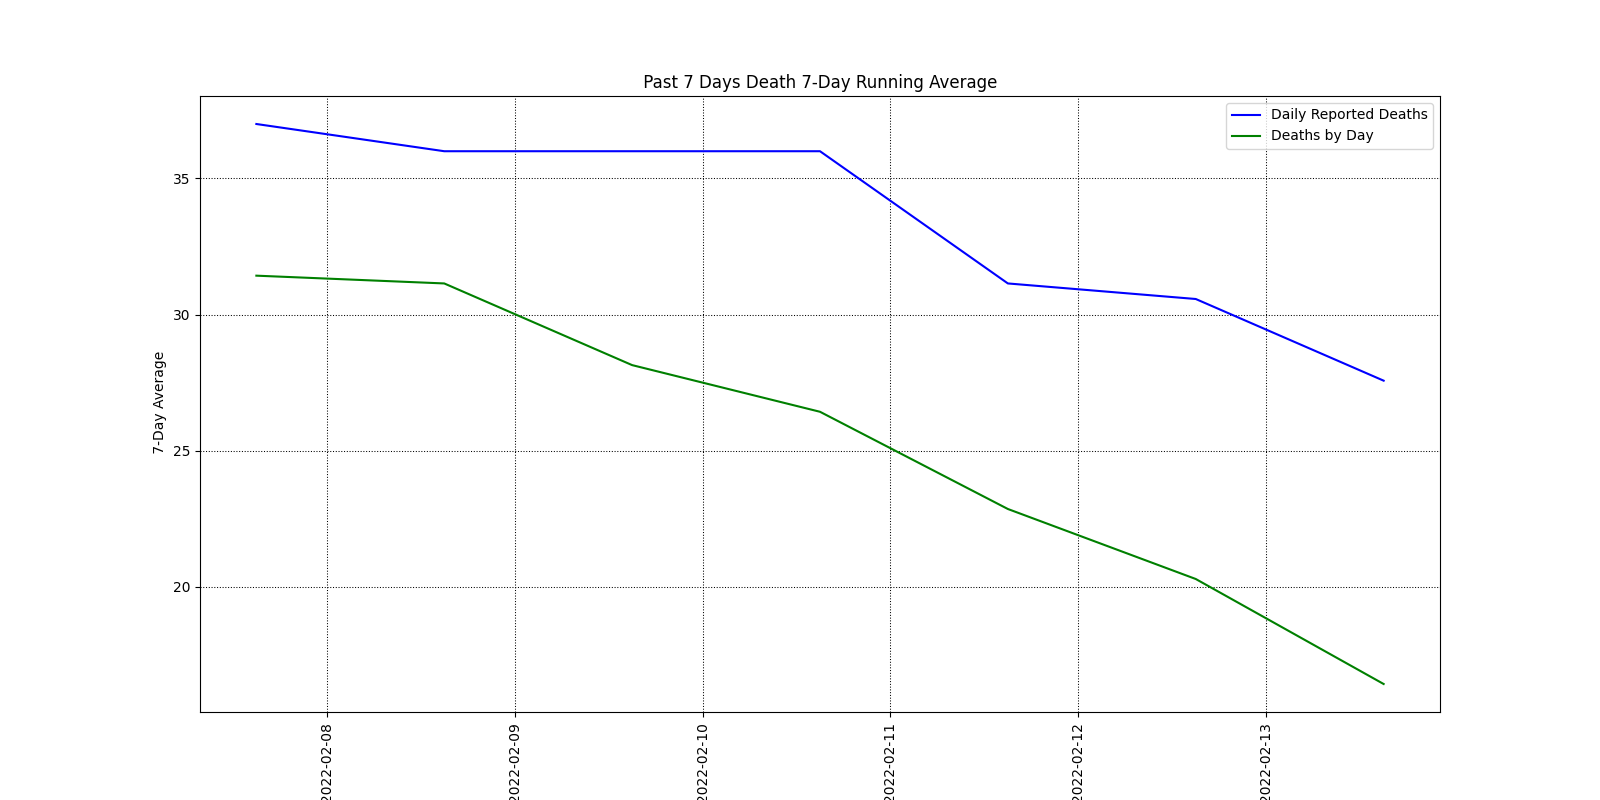 Past 7 Days Death 7-Day Running Average
Daily Reported Deaths
Deaths by Day
7-Day Average
35
30
25
20
2022-02-08
2022-02-09
2022-02-10
2022-02-11
2022-02-12
2022-02-13